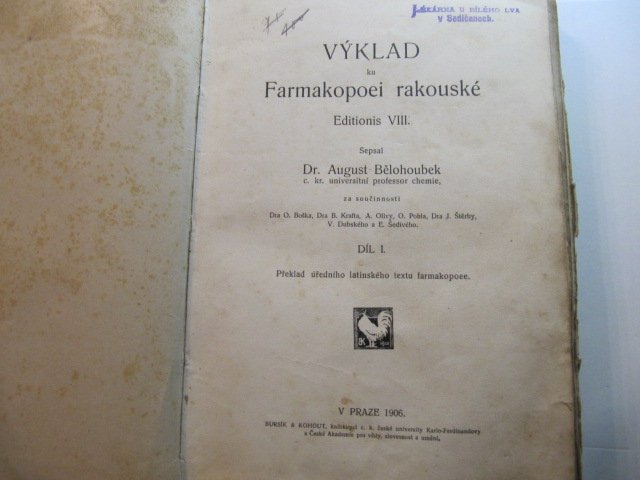 LÉKÁRNA U BÍLÉHO LVA
v Sedlčanech.
VÝKLAD
ku
Farmakopoei rakouské
Editionis VIII.
Sepsal
Dr. August Bělohoubek
c. kr. universitní professor chemie,
za součinnosti
Dra O. Boška, Dra B. Krafta, A. Olivy, O. Pohla, Dra J. Štěrby,
V. Dubského a E. Šedivého.
DÍL I.
Překlad úředního latinského textu farmakopoee.
BK
V PRAZE 1906.
BURSÍK & KOHOUT, knihkupci c. k. české university Karlo-Ferdinandovy
a České Akademie pro vědy, slovesnost a umění.